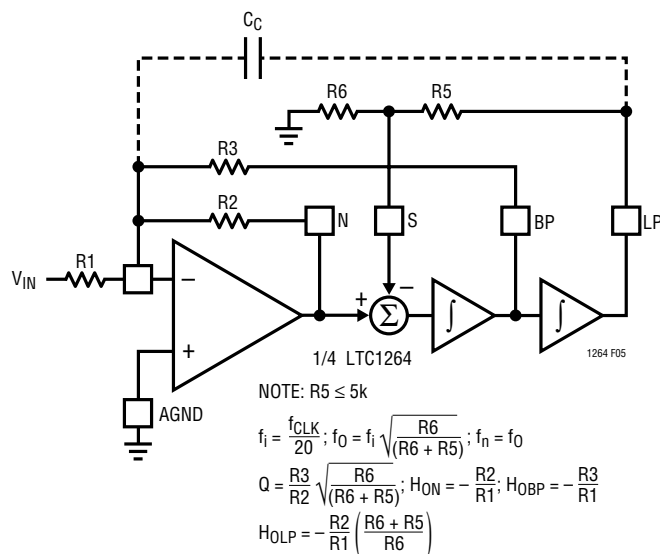 C_C
R6
R5
R3
R2
N
S
BP
LP
R1
V_IN
−
+
+
−
Σ
∫
∫
1/4 LTC1264
1264 F05
AGND
NOTE: R5 ≤ 5k
f_i = f_CLK/20; f_O = f_i √(R6/(R6 + R5)); f_n = f_O
Q = R3/R2 √(R6/(R6 + R5)); H_ON = −R2/R1; H_OBP = −R3/R1
H_OLP = −R2/R1 ((R6 + R5)/R6)